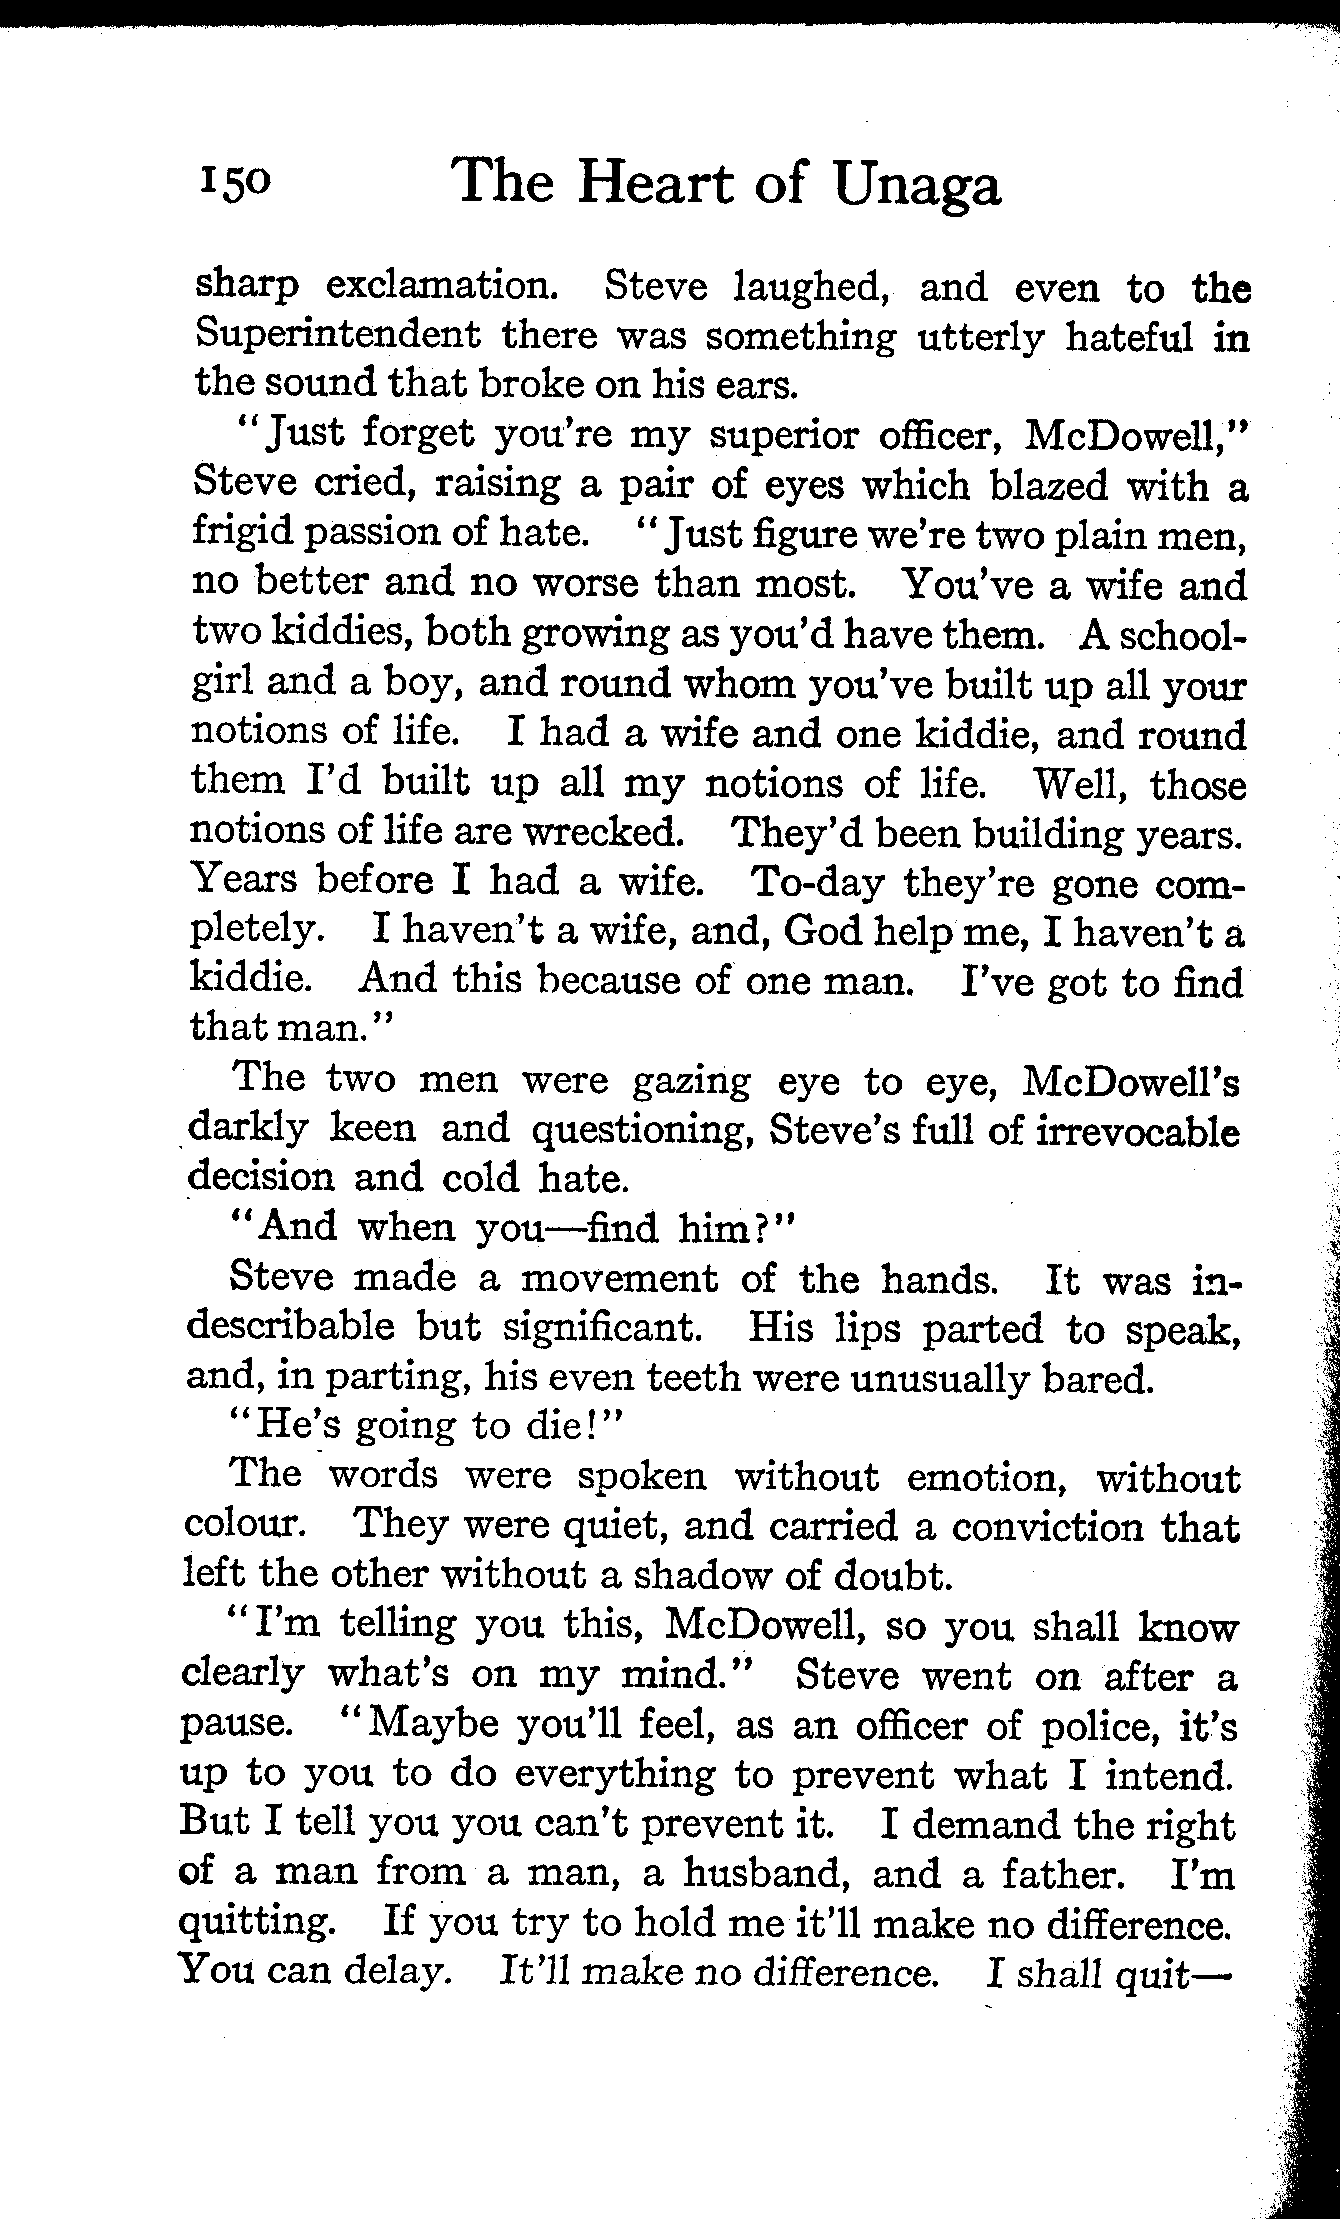 150 The Heart of Unaga
sharp exclamation. Steve laughed, and even to the
Superintendent there was something utterly hateful in
the sound that broke on his ears.
"Just forget you're my superior officer, McDowell,"
Steve cried, raising a pair of eyes which blazed with a
frigid passion of hate. "Just figure we're two plain men,
no better and no worse than most. You've a wife and
two kiddies, both growing as you'd have them. A school-
girl and a boy, and round whom you've built up all your
notions of life. I had a wife and one kiddie, and round
them I'd built up all my notions of life. Well, those
notions of life are wrecked. They'd been building years.
Years before I had a wife. To-day they're gone com-
pletely. I haven't a wife, and, God help me, I haven't a
kiddie. And this because of one man. I've got to find
that man."
The two men were gazing eye to eye, McDowell's
darkly keen and questioning, Steve's full of irrevocable
decision and cold hate.
"And when you—find him?"
Steve made a movement of the hands. It was in-
describable but significant. His lips parted to speak,
and, in parting, his even teeth were unusually bared.
"He's going to die!"
The words were spoken without emotion, without
colour. They were quiet, and carried a conviction that
left the other without a shadow of doubt.
"I'm telling you this, McDowell, so you shall know
clearly what's on my mind." Steve went on after a
pause. "Maybe you'll feel, as an officer of police, it's
up to you to do everything to prevent what I intend.
But I tell you you can't prevent it. I demand the right
of a man from a man, a husband, and a father. I'm
quitting. If you try to hold me it'll make no difference.
You can delay. It'll make no difference. I shall quit—